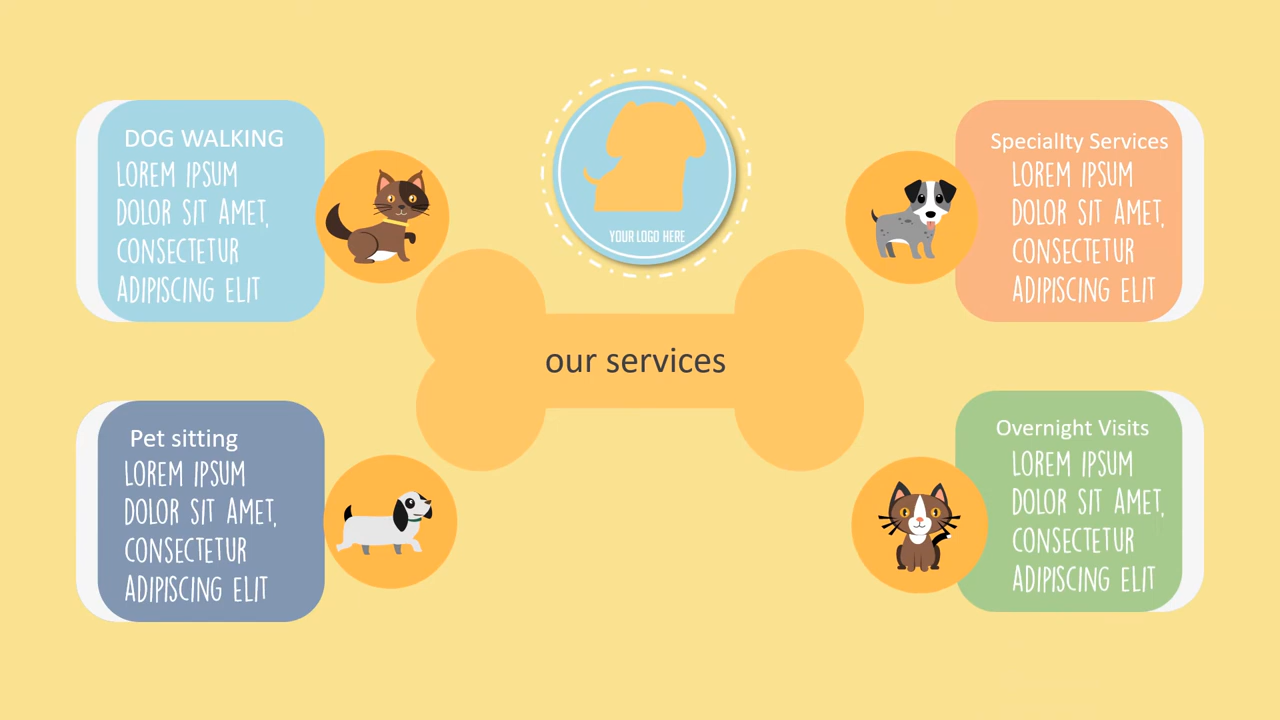 DOG WALKING
LOREM IPSUM
DOLOR SIT AMET,
CONSECTETUR
ADIPISCING ELIT
YOUR LOGO HERE
SpecialIty Services
LOREM IPSUM
DOLOR SIT AMET,
CONSECTETUR
ADIPISCING ELIT
our services
Pet sitting
LOREM IPSUM
DOLOR SIT AMET,
CONSECTETUR
ADIPISCING ELIT
Overnight Visits
LOREM IPSUM
DOLOR SIT AMET,
CONSECTETUR
ADIPISCING ELIT